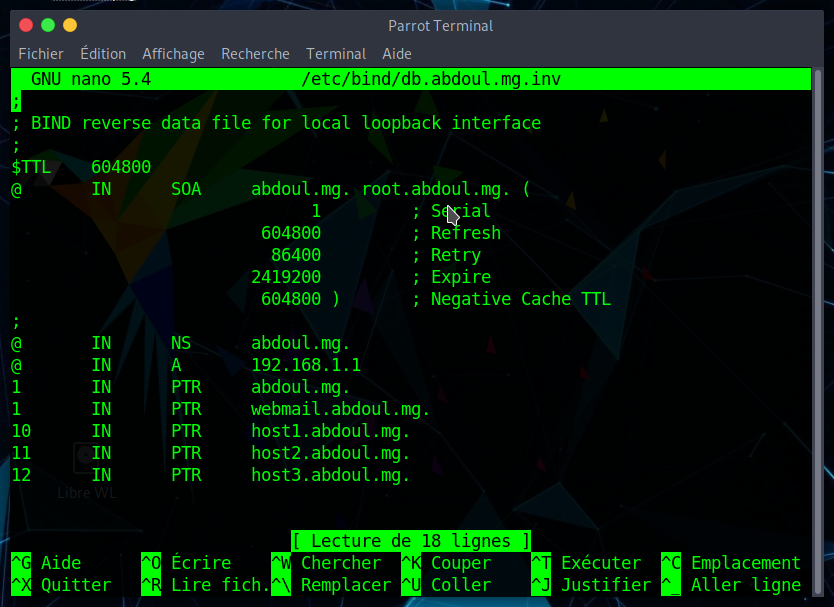 Parrot Terminal
Fichier Édition Affichage Recherche Terminal Aide
GNU nano 5.4 /etc/bind/db.abdoul.mg.inv
;
; BIND reverse data file for local loopback interface
;
$TTL 604800
@ IN SOA abdoul.mg. root.abdoul.mg. (
1 ; Serial
604800 ; Refresh
86400 ; Retry
2419200 ; Expire
604800 ) ; Negative Cache TTL
;
@ IN NS abdoul.mg.
@ IN A 192.168.1.1
1 IN PTR abdoul.mg.
1 IN PTR webmail.abdoul.mg.
10 IN PTR host1.abdoul.mg.
11 IN PTR host2.abdoul.mg.
12 IN PTR host3.abdoul.mg.
Libre WL
[ Lecture de 18 lignes ]
^G Aide ^O Écrire ^W Chercher ^K Couper ^T Exécuter ^C Emplacement
^X Quitter ^R Lire fich. ^\ Remplacer ^U Coller ^J Justifier ^_ Aller ligne